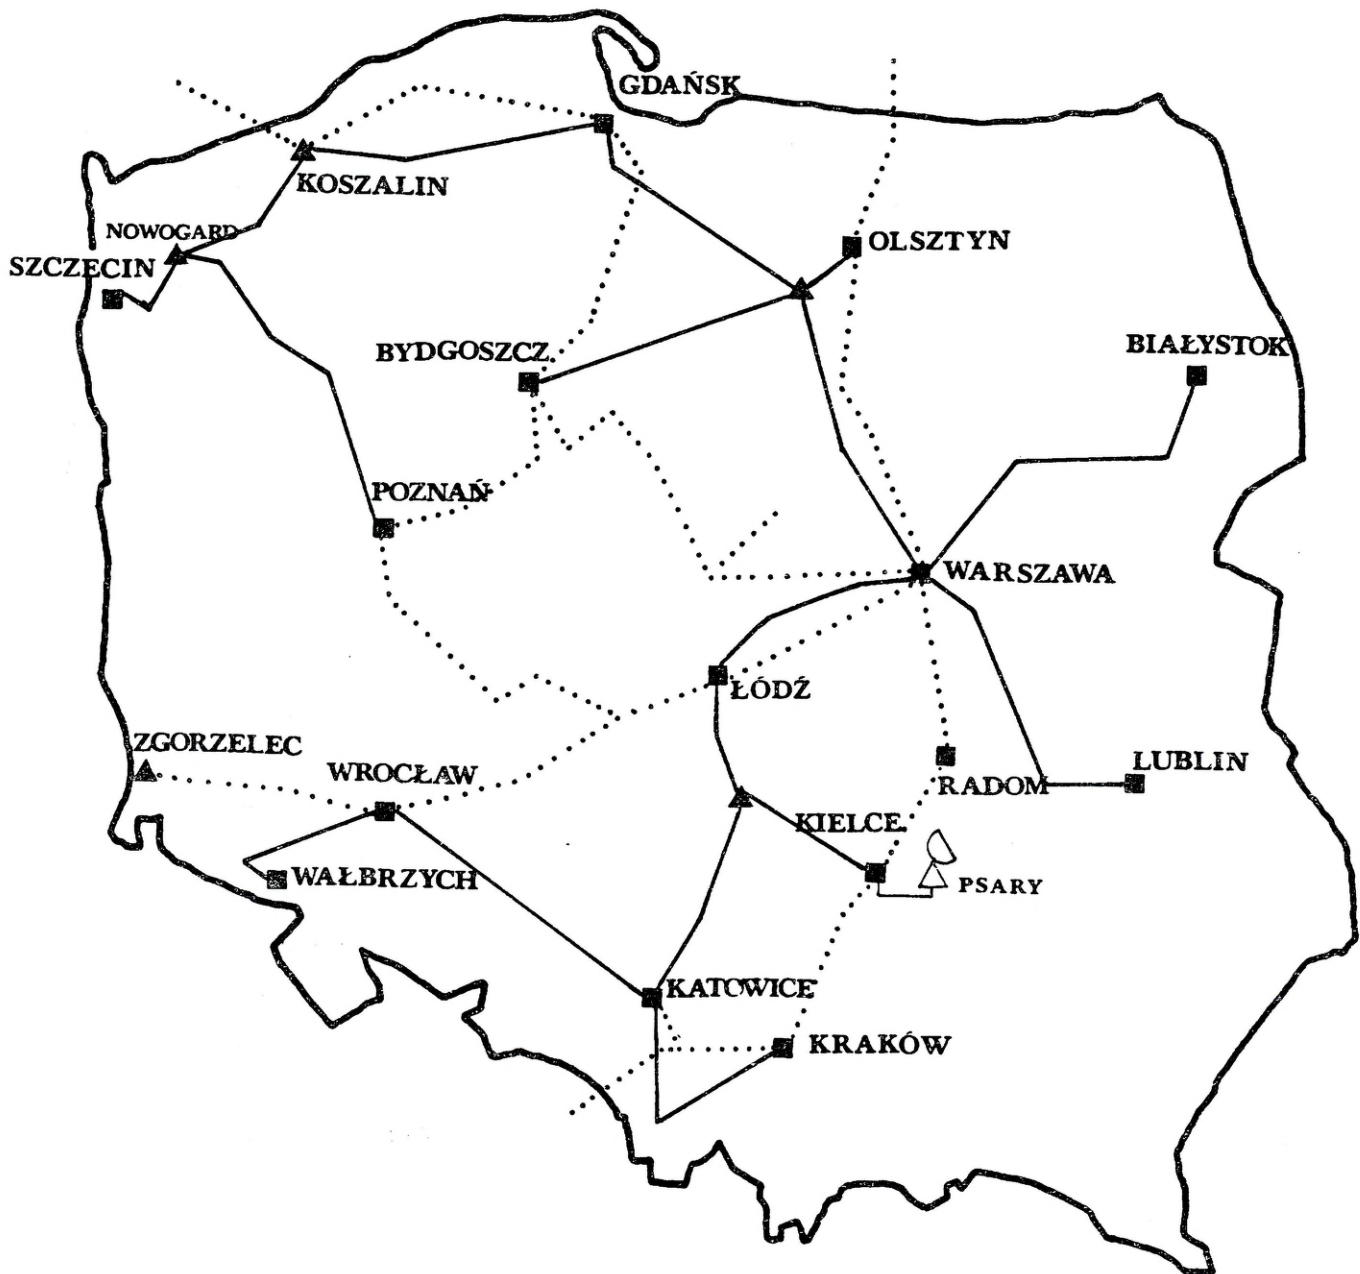 GDAŃSK
KOSZALIN
NOWOGARD
SZCZECIN
OLSZTYN
BYDGOSZCZ
BIAŁYSTOK
POZNAŃ
WARSZAWA
ŁÓDŹ
ZGORZELEC
WROCŁAW
RADOM
LUBLIN
KIELCE
WAŁBRZYCH
PSARY
KATOWICE
KRAKÓW